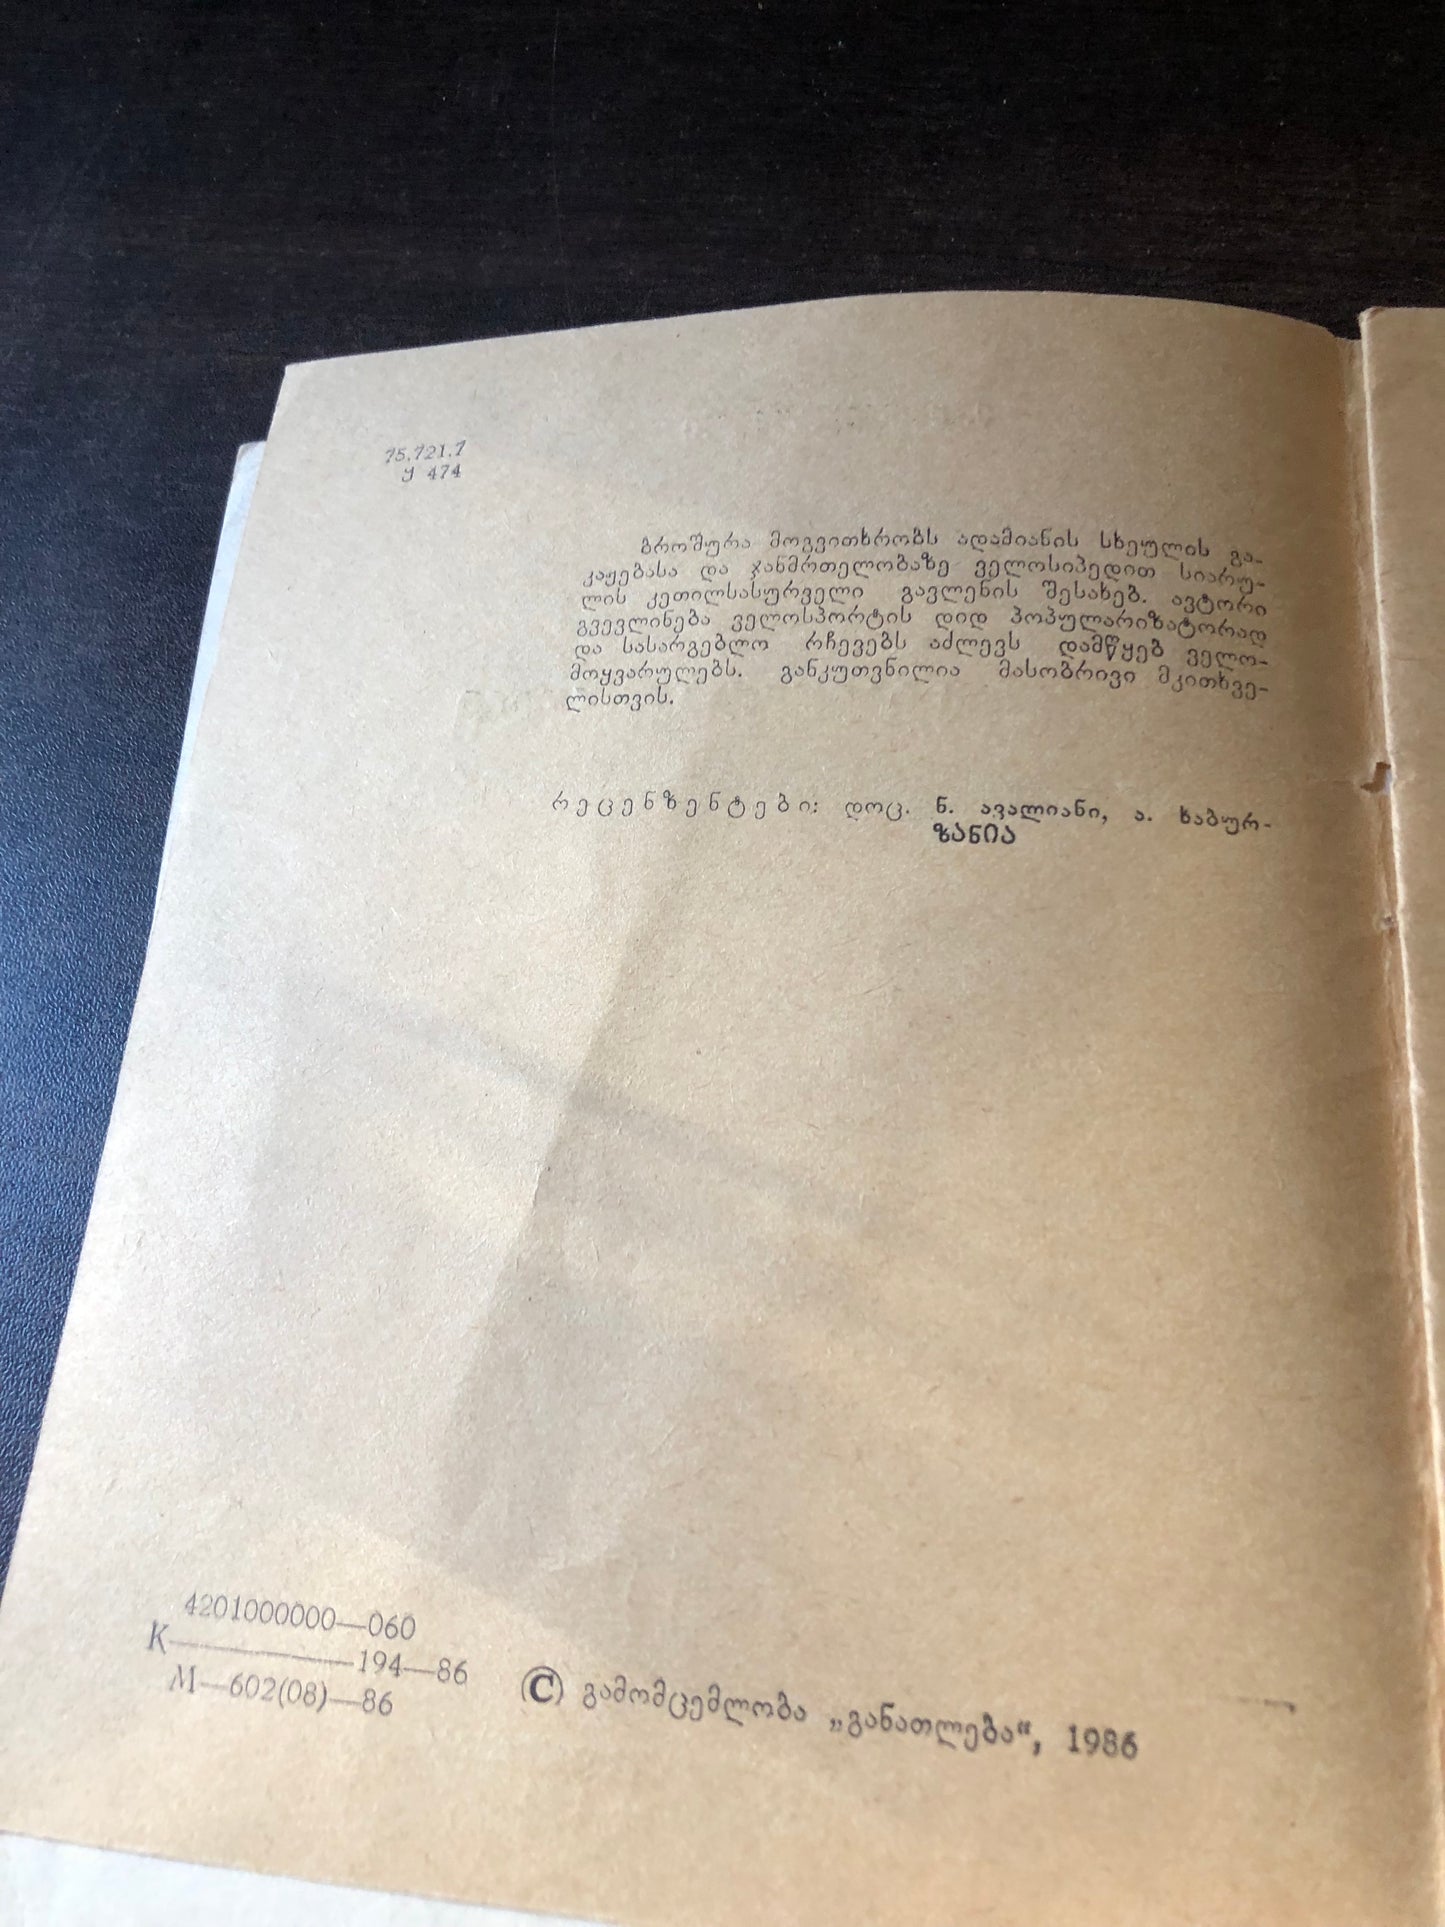 75.721.7
ყ 474
ბროშურა მოგვითხრობს ადამიანის სხეულის გა-
კაჟებასა და ჯანმრთელობაზე ველოსიპედით სიარუ-
ლის კეთილსასურველი გავლენის შესახებ. ავტორი
გვევლინება ველოსპორტის დიდ პოპულარიზატორად
და სასარგებლო რჩევებს აძლევს დამწყებ ველო-
მოყვარულებს. განკუთვნილია მასობრივი მკითხვე-
ლისთვის.
რეცენზენტები: დოც. ნ. ავალიანი, ა. ხაბურ-
ზანია
4201000000—060
K—————194—86
M—602(08)—86
© გამომცემლობა „განათლება“, 1986